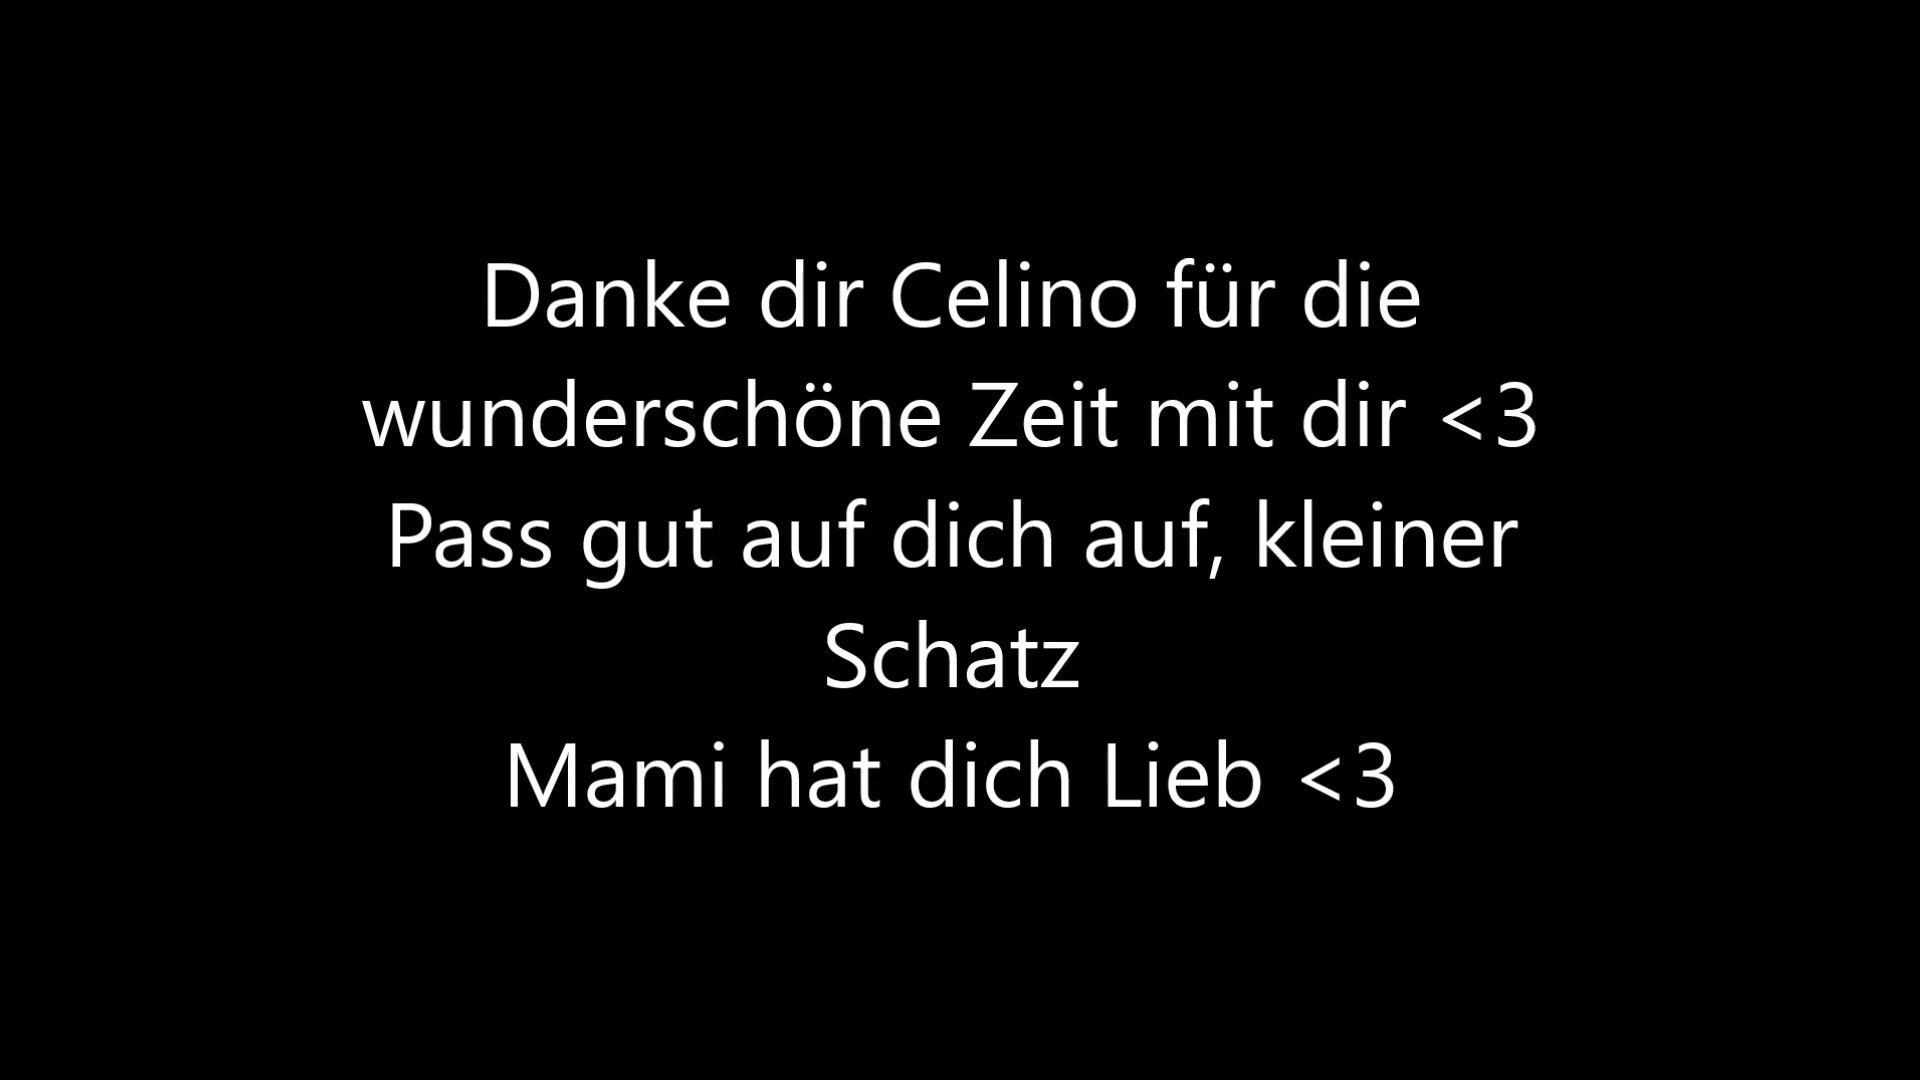 Danke dir Celino für die
wunderschöne Zeit mit dir <3
Pass gut auf dich auf, kleiner
Schatz
Mami hat dich Lieb <3